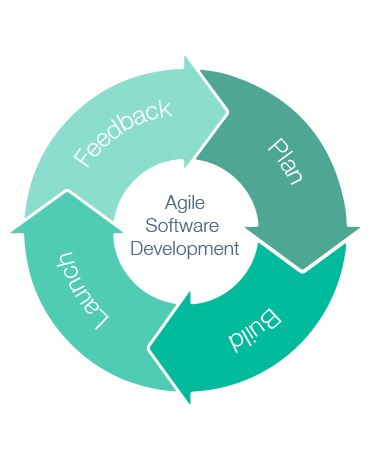 Feedback
Plan
Agile
Software
Development
Launch
Build